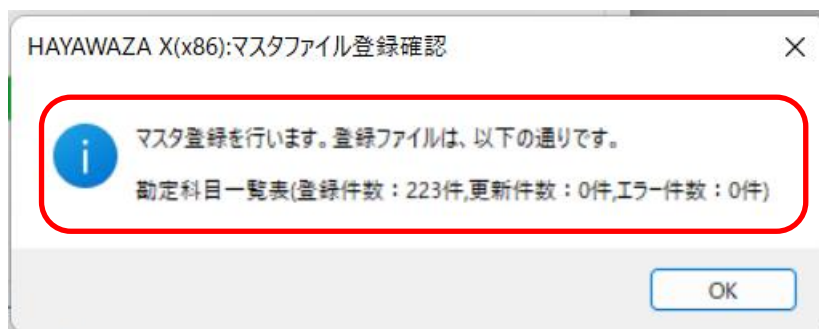 HAYAWAZA X(x86):マスタファイル登録確認
マスタ登録を行います。登録ファイルは、以下の通りです。
勘定科目一覧表(登録件数：223件,更新件数：0件,エラー件数：0件)
OK